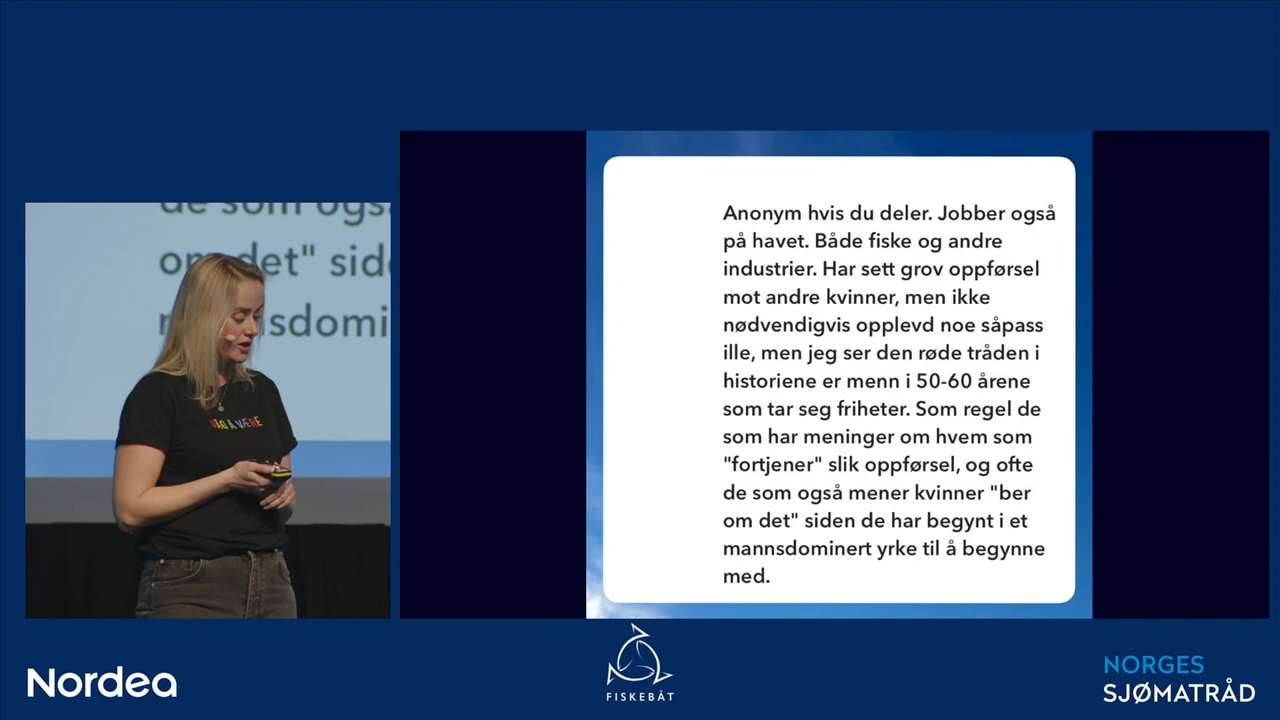 de som også
om det" side
mannsdomi
VÅG Å VÆRE
Anonym hvis du deler. Jobber også
på havet. Både fiske og andre
industrier. Har sett grov oppførsel
mot andre kvinner, men ikke
nødvendigvis opplevd noe såpass
ille, men jeg ser den røde tråden i
historiene er menn i 50-60 årene
som tar seg friheter. Som regel de
som har meninger om hvem som
"fortjener" slik oppførsel, og ofte
de som også mener kvinner "ber
om det" siden de har begynt i et
mannsdominert yrke til å begynne
med.
Nordea
FISKEBÅT
NORGES
SJØMATRÅD